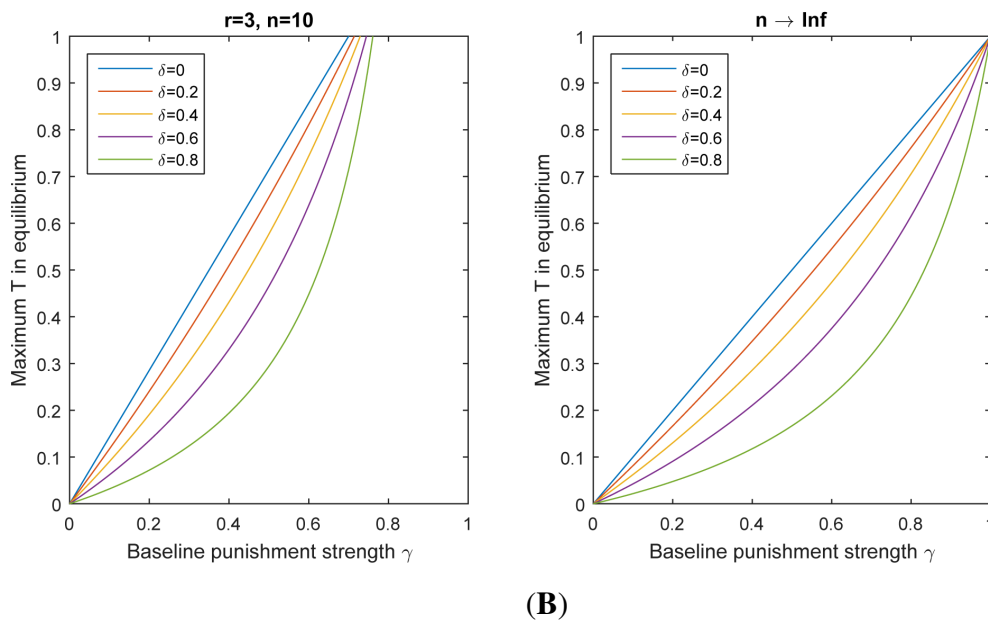 r=3, n=10
1
0.9
0.8
0.7
0.6
0.5
0.4
0.3
0.2
0.1
0
δ=0
δ=0.2
δ=0.4
δ=0.6
δ=0.8
Maximum T in equilibrium
0 0.2 0.4 0.6 0.8 1
Baseline punishment strength γ
n → Inf
1
0.9
0.8
0.7
0.6
0.5
0.4
0.3
0.2
0.1
0
δ=0
δ=0.2
δ=0.4
δ=0.6
δ=0.8
Maximum T in equilibrium
0 0.2 0.4 0.6 0.8 1
Baseline punishment strength γ
(B)